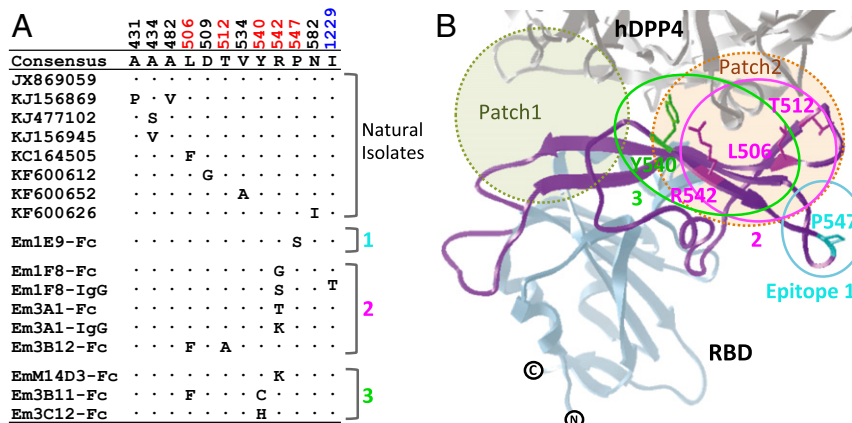 A
431 434 482 506 509 512 534 540 542 547 582 1229
Consensus A A A L D T V Y R P N I
JX869059 . . . . . . . . . . . .
KJ156869 P . V . . . . . . . . .
KJ477102 . S . . . . . . . . . .
KJ156945 . V . . . . . . . . . .
KC164505 . . . F . . . . . . . .
KF600612 . . . . G . . . . . . .
KF600652 . . . . . . A . . . . .
KF600626 . . . . . . . . . . I .
Natural
Isolates
Em1E9-Fc . . . . . . . . . S . .
1
Em1F8-Fc . . . . . . . . G . . .
Em1F8-IgG . . . . . . . . S . . T
Em3A1-Fc . . . . . . . . T . . .
Em3A1-IgG . . . . . . . . K . . .
Em3B12-Fc . . . F . A . . . . . .
2
EmM14D3-Fc . . . . . . . . K . . .
Em3B11-Fc . . . F . . . C . . . .
Em3C12-Fc . . . . . . . H . . . .
3
B
hDPP4
Patch1
Patch2
T512
L506
Y540
R542
3
2
P547
Epitope 1
RBD
C
N